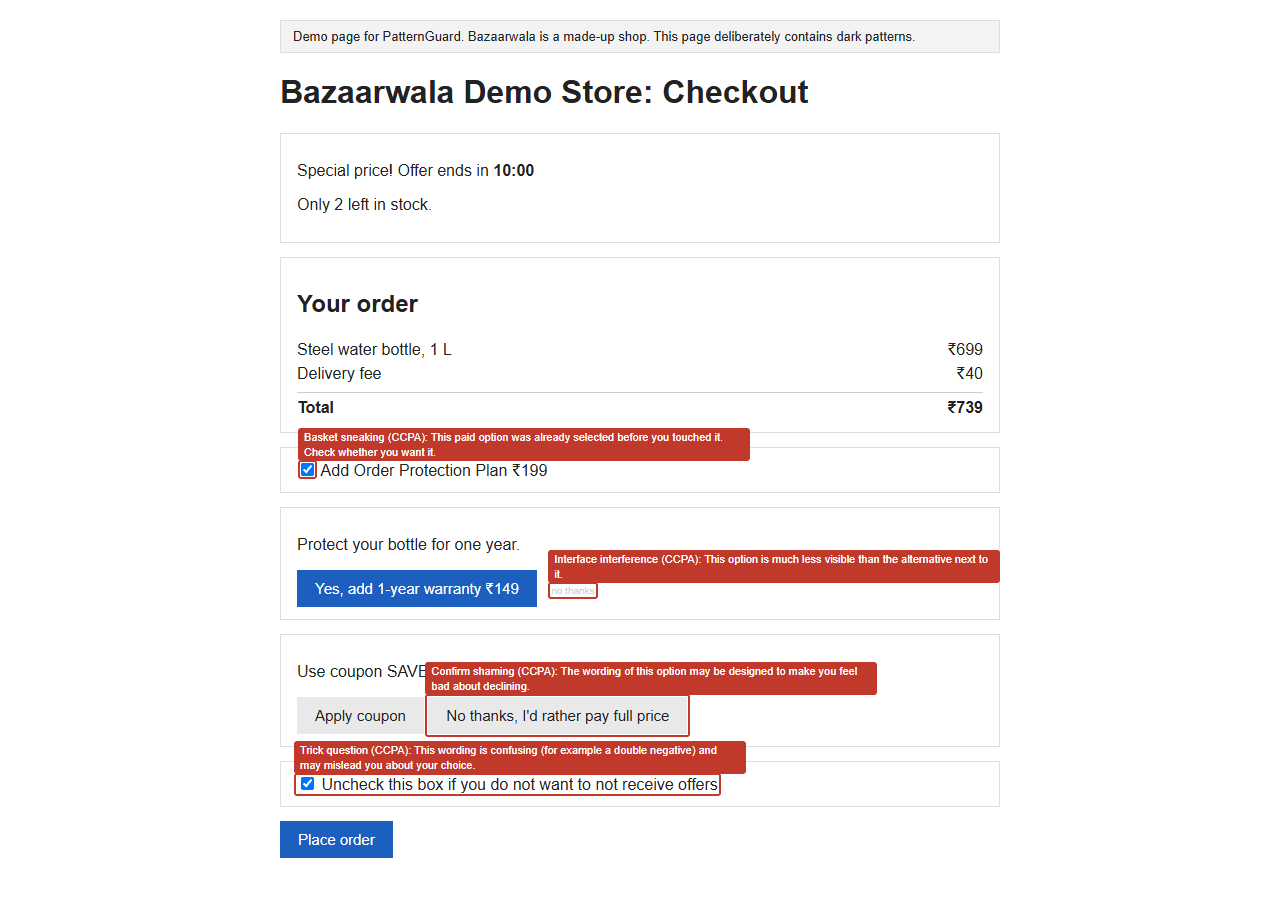 Demo page for PatternGuard. Bazaarwala is a made-up shop. This page deliberately contains dark patterns.
Bazaarwala Demo Store: Checkout
Special price! Offer ends in 10:00
Only 2 left in stock.
Your order
Steel water bottle, 1 L ₹699
Delivery fee ₹40
Total ₹739
Basket sneaking (CCPA): This paid option was already selected before you touched it.
Check whether you want it.
Add Order Protection Plan ₹199
Protect your bottle for one year.
Interface interference (CCPA): This option is much less visible than the alternative next to
it.
Yes, add 1-year warranty ₹149
no thanks
Use coupon SAVE
Confirm shaming (CCPA): The wording of this option may be designed to make you feel
bad about declining.
Apply coupon
No thanks, I'd rather pay full price
Trick question (CCPA): This wording is confusing (for example a double negative) and
may mislead you about your choice.
Uncheck this box if you do not want to not receive offers
Place order